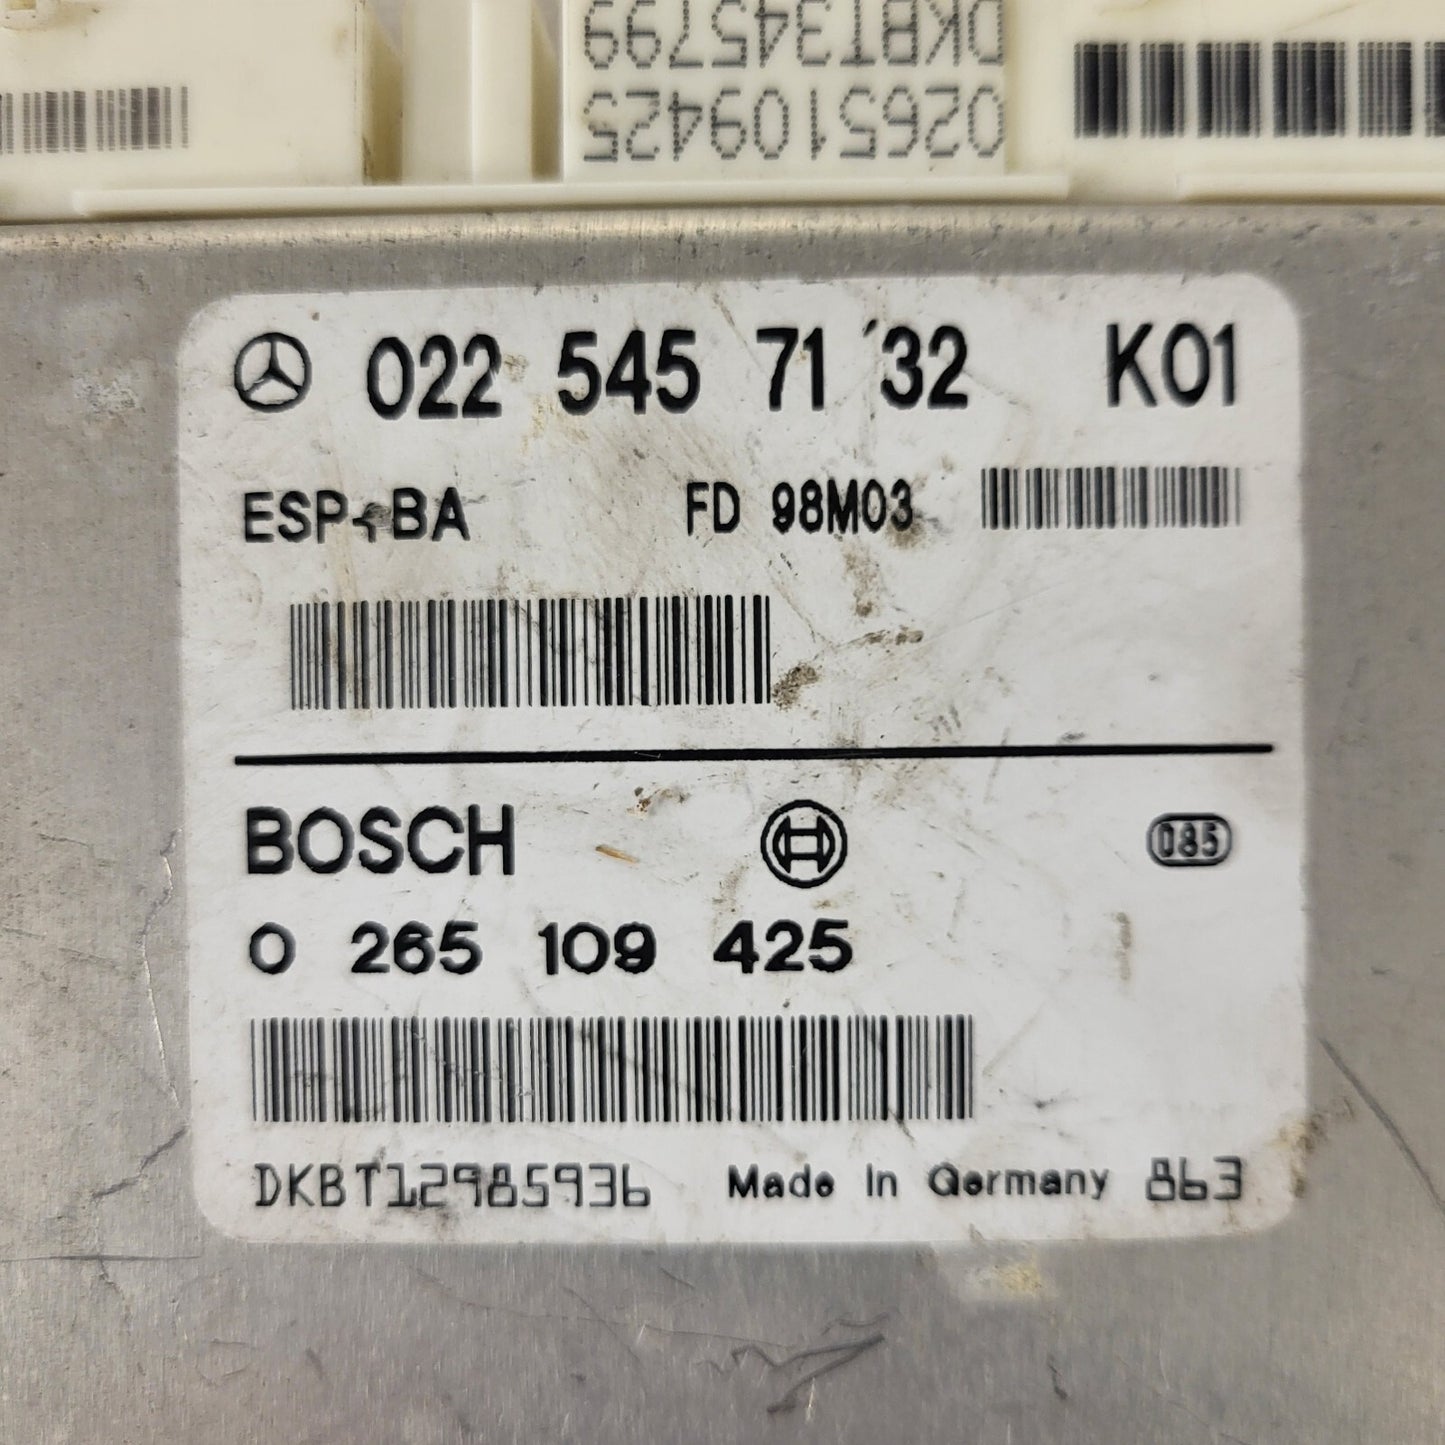 DKBT345799
0265109425
022 545 71 32 K01
ESP+BA FD 98M03
BOSCH 085
0 265 109 425
DKBT12985936 Made In Germany 863